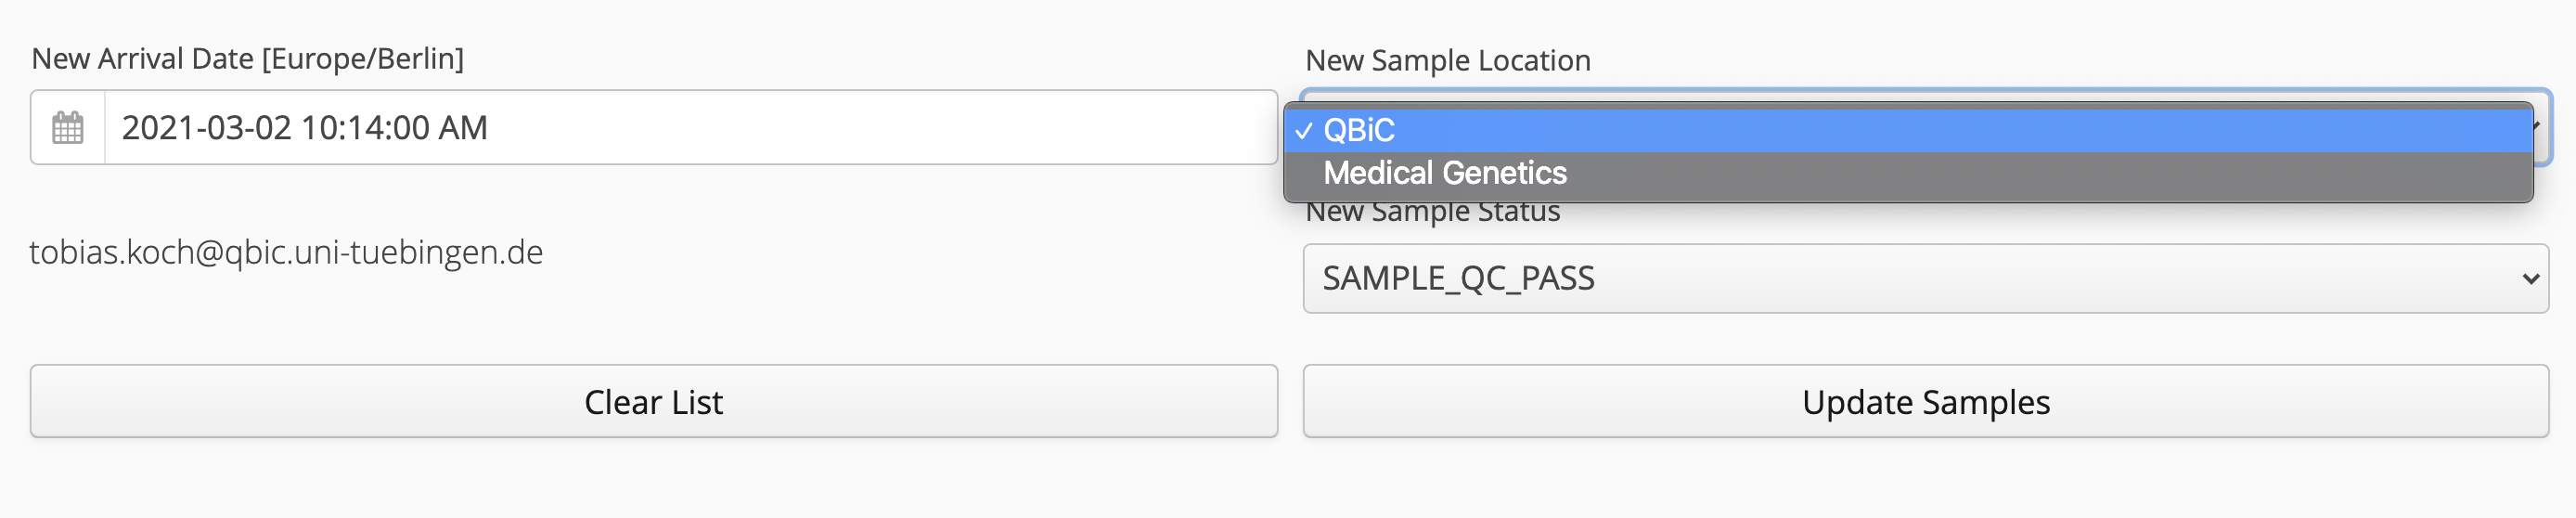 New Arrival Date [Europe/Berlin]
2021-03-02 10:14:00 AM
New Sample Location
✓ QBiC
Medical Genetics
tobias.koch@qbic.uni-tuebingen.de
New Sample Status
SAMPLE_QC_PASS
Clear List
Update Samples